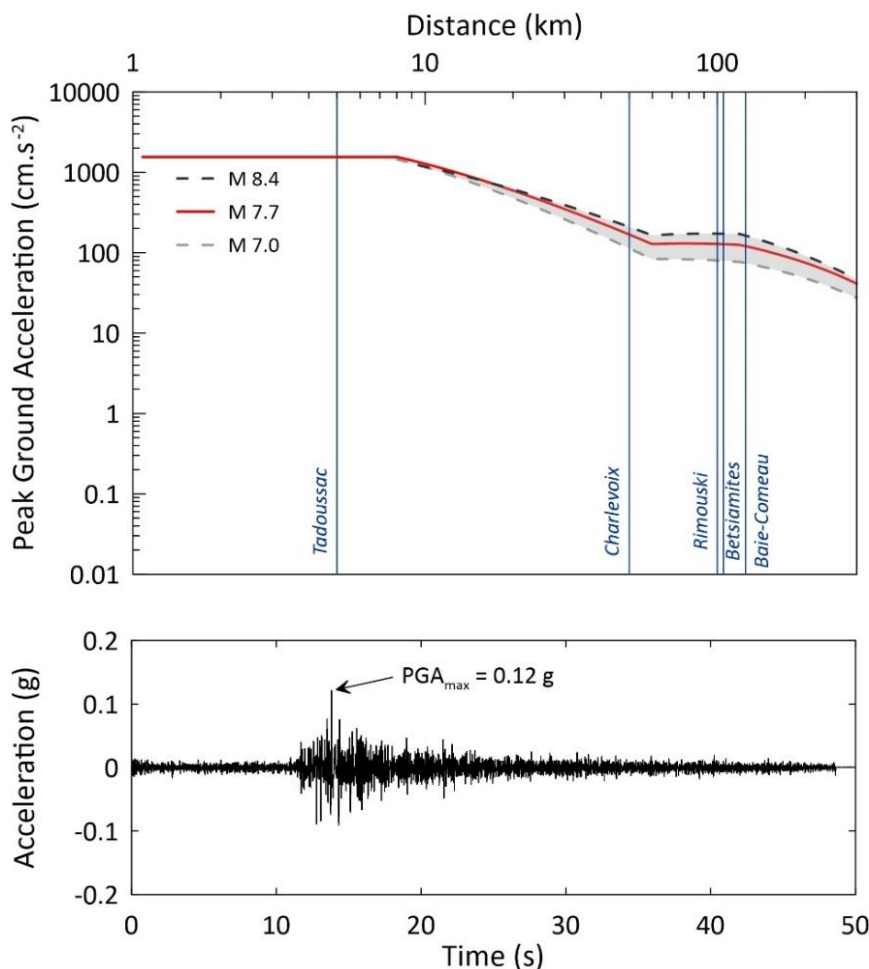 Distance (km)
1 10 100
Peak Ground Acceleration (cm.s-2)
10000
1000
100
10
1
0.1
0.01
M 8.4
M 7.7
M 7.0
Tadoussac
Charlevoix
Rimouski
Betsiamites
Baie-Comeau
Acceleration (g)
0.2
0.1
0
-0.1
-0.2
PGAmax = 0.12 g
0 10 20 30 40 50
Time (s)